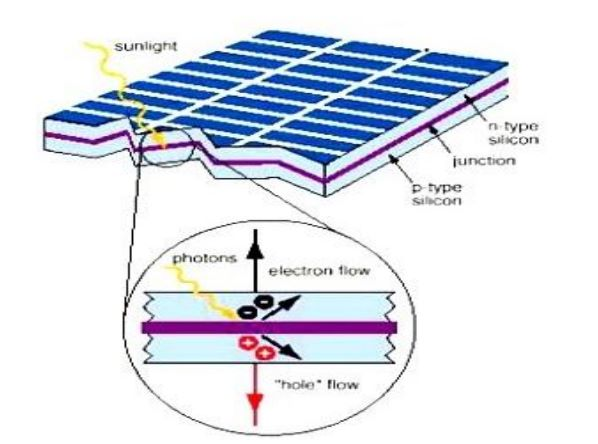 sunlight
n-type
silicon
junction
p-type
silicon
photons
electron flow
"hole" flow